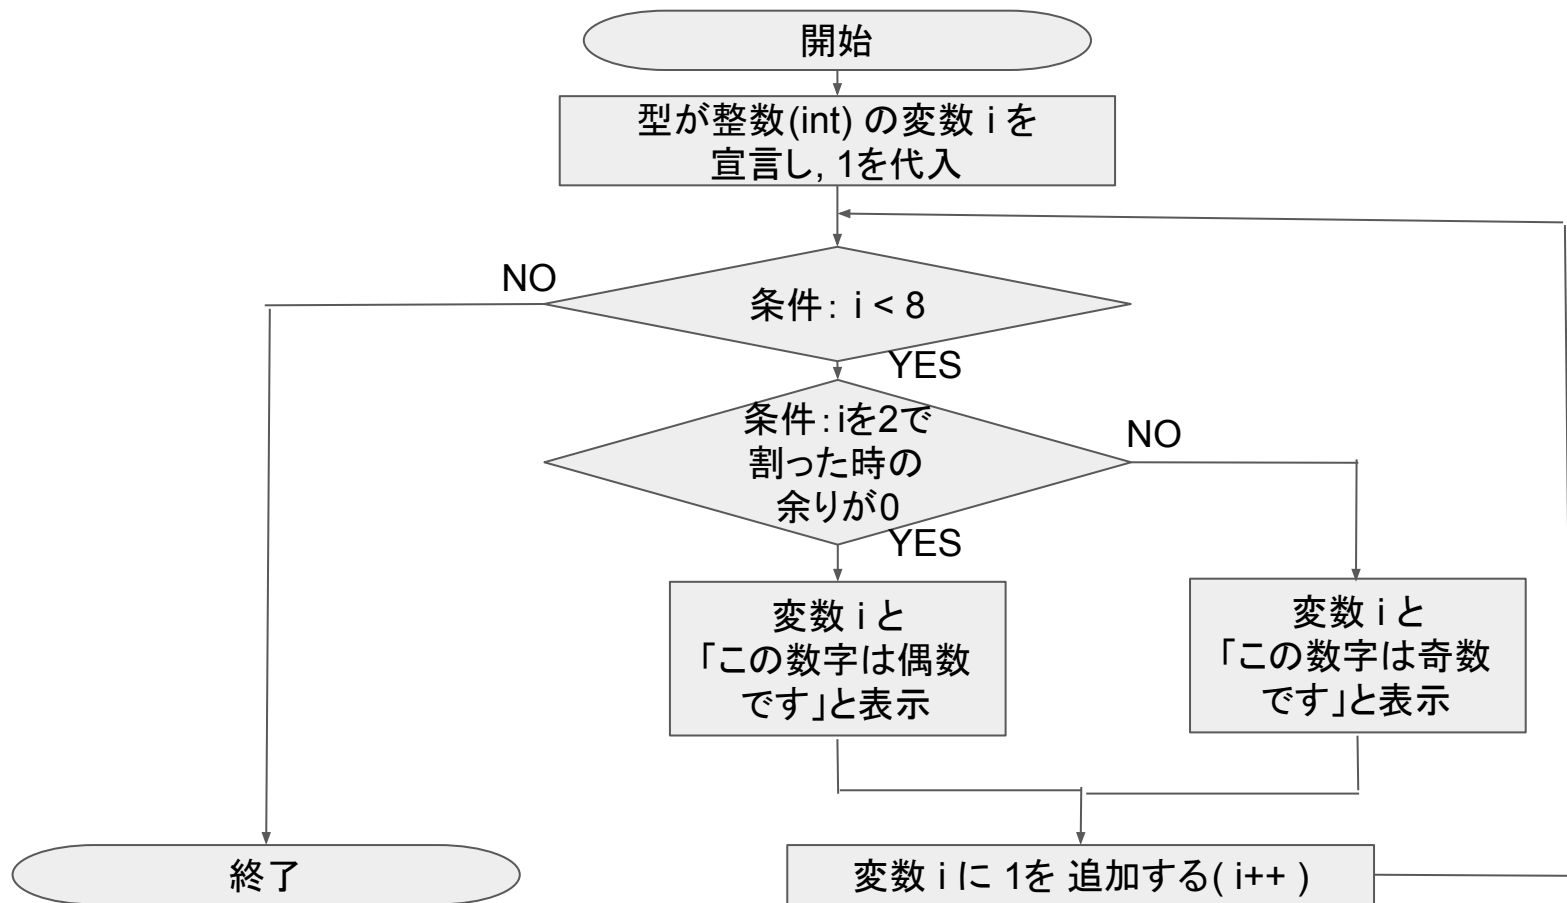 開始
型が整数(int) の変数 i を
宣言し, 1を代入
NO
条件： i < 8
YES
条件：iを2で
割った時の
余りが0
NO
YES
変数 i と
「この数字は偶数
です」と表示
変数 i と
「この数字は奇数
です」と表示
終了
変数 i に 1を 追加する( i++ )